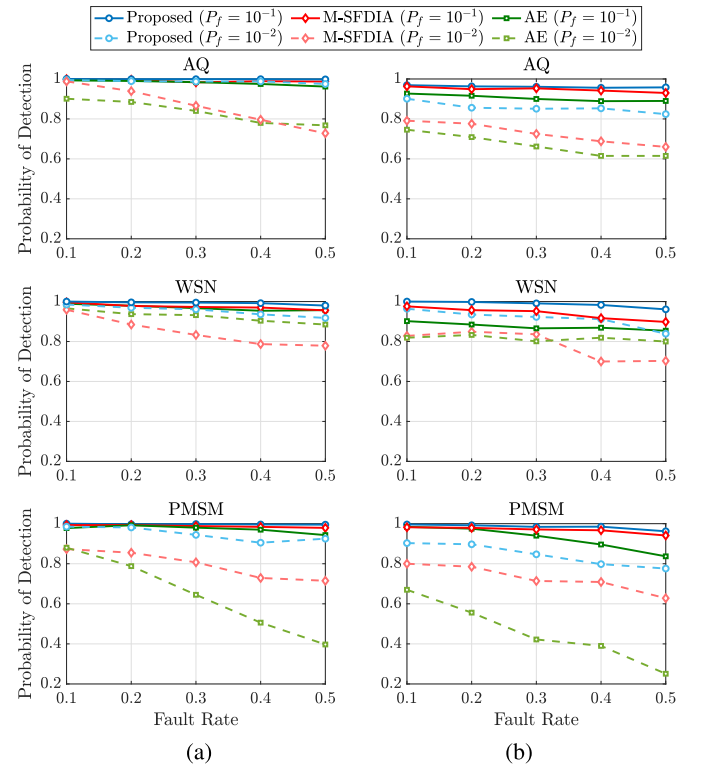 Proposed (P_f = 10^{-1}) M-SFDIA (P_f = 10^{-1}) AE (P_f = 10^{-1})
Proposed (P_f = 10^{-2}) M-SFDIA (P_f = 10^{-2}) AE (P_f = 10^{-2})
AQ
Probability of Detection
1
0.8
0.6
0.4
0.2
0.1 0.2 0.3 0.4 0.5
AQ
1
0.8
0.6
0.4
0.2
0.1 0.2 0.3 0.4 0.5
WSN
Probability of Detection
1
0.8
0.6
0.4
0.2
0.1 0.2 0.3 0.4 0.5
WSN
1
0.8
0.6
0.4
0.2
0.1 0.2 0.3 0.4 0.5
PMSM
Probability of Detection
1
0.8
0.6
0.4
0.2
0.1 0.2 0.3 0.4 0.5
Fault Rate
(a)
PMSM
1
0.8
0.6
0.4
0.2
0.1 0.2 0.3 0.4 0.5
Fault Rate
(b)